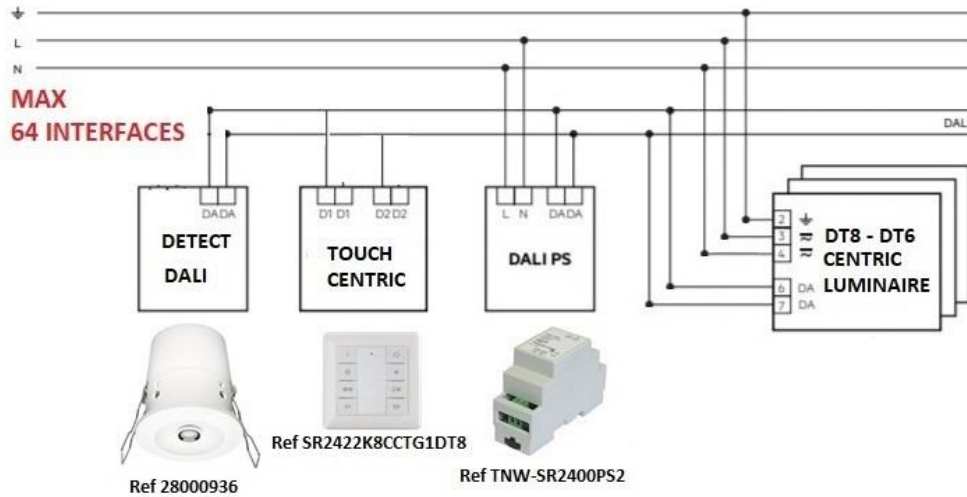 L
N
MAX
64 INTERFACES
DAL
DA DA
DETECT
DALI
D1 D1 D2 D2
TOUCH
CENTRIC
L N DA DA
DALI PS
2
3
4
6 DA
7 DA
DT8 - DT6
CENTRIC
LUMINAIRE
Ref 28000936
Ref SR2422K8CCTG1DT8
Ref TNW-SR2400PS2